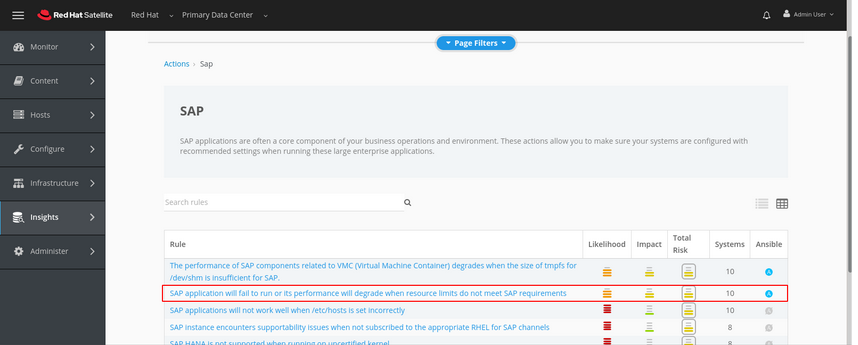 Red Hat Satellite
Red Hat
Primary Data Center
Admin User
Monitor
Content
Hosts
Configure
Infrastructure
Insights
Administer
Page Filters
Actions › Sap
SAP
SAP applications are often a core component of your business operations and environment. These actions allow you to make sure your systems are configured with
recommended settings when running these large enterprise applications.
Search rules
Rule
Likelihood
Impact
Total
Risk
Systems
Ansible
The performance of SAP components related to VMC (Virtual Machine Container) degrades when the size of tmpfs for
/dev/shm is insufficient for SAP.
10
SAP application will fail to run or its performance will degrade when resource limits do not meet SAP requirements
10
SAP applications will not work well when /etc/hosts is set incorrectly
10
SAP instance encounters supportability issues when not subscribed to the appropriate RHEL for SAP channels
8
SAP HANA is not supported when running on uncertified kernel
8